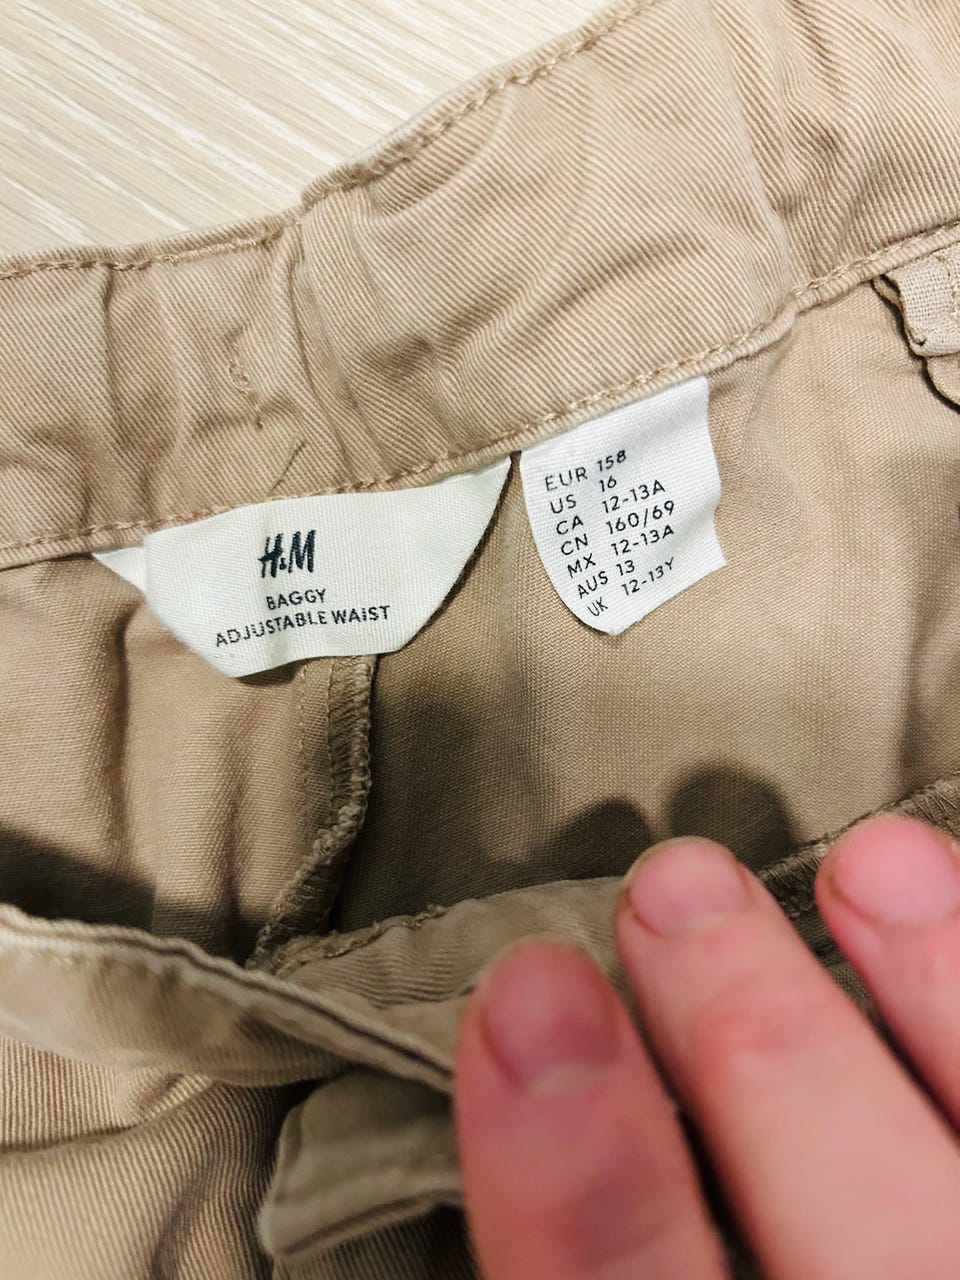 H&M
BAGGY
ADJUSTABLE WAIST
EUR 158
US 16
CA 12-13A
CN 160/69
MX 12-13A
AUS 13
UK 12-13Y